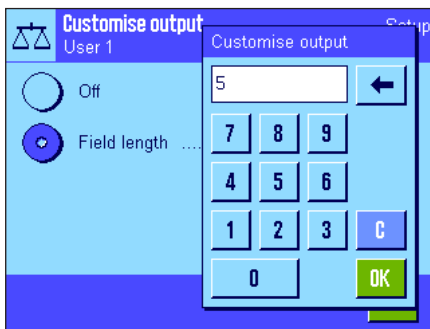 Customise output
User 1
Off
Field length ....
Customise output
5
7 8 9
4 5 6
1 2 3 C
0 OK